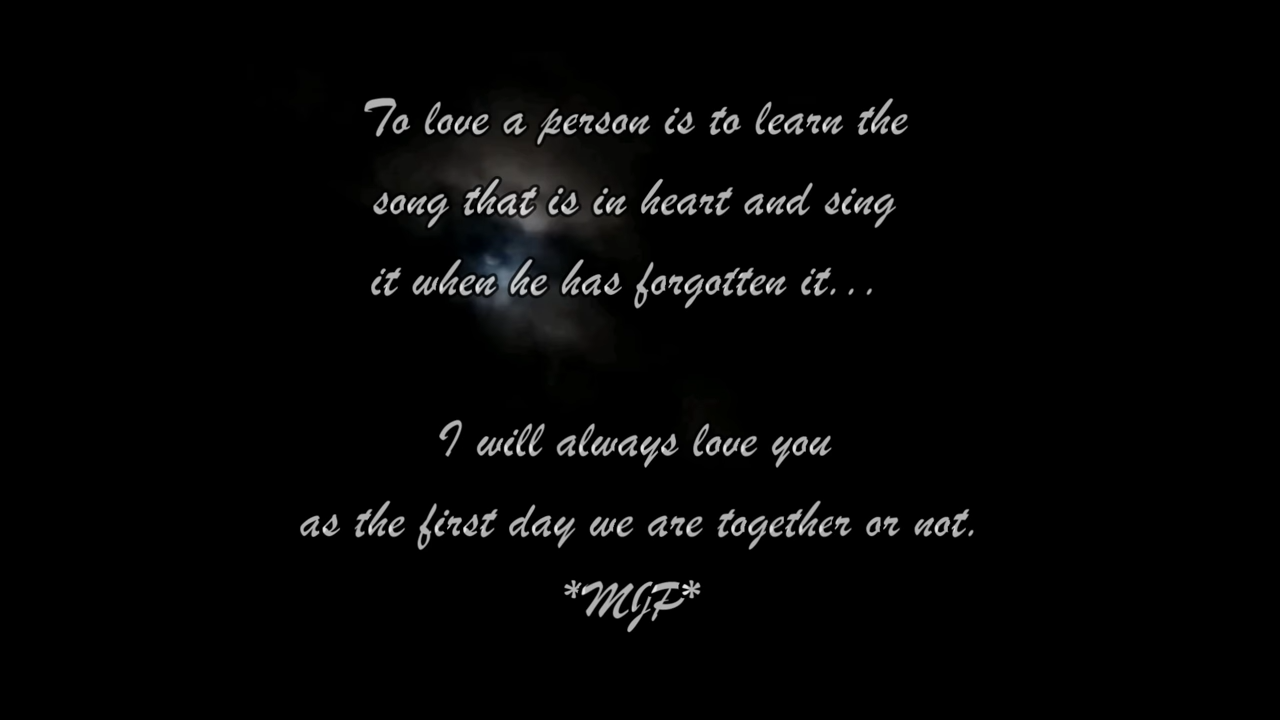 To love a person is to learn the
song that is in heart and sing
it when he has forgotten it...
I will always love you
as the first day we are together or not.
*MJP*